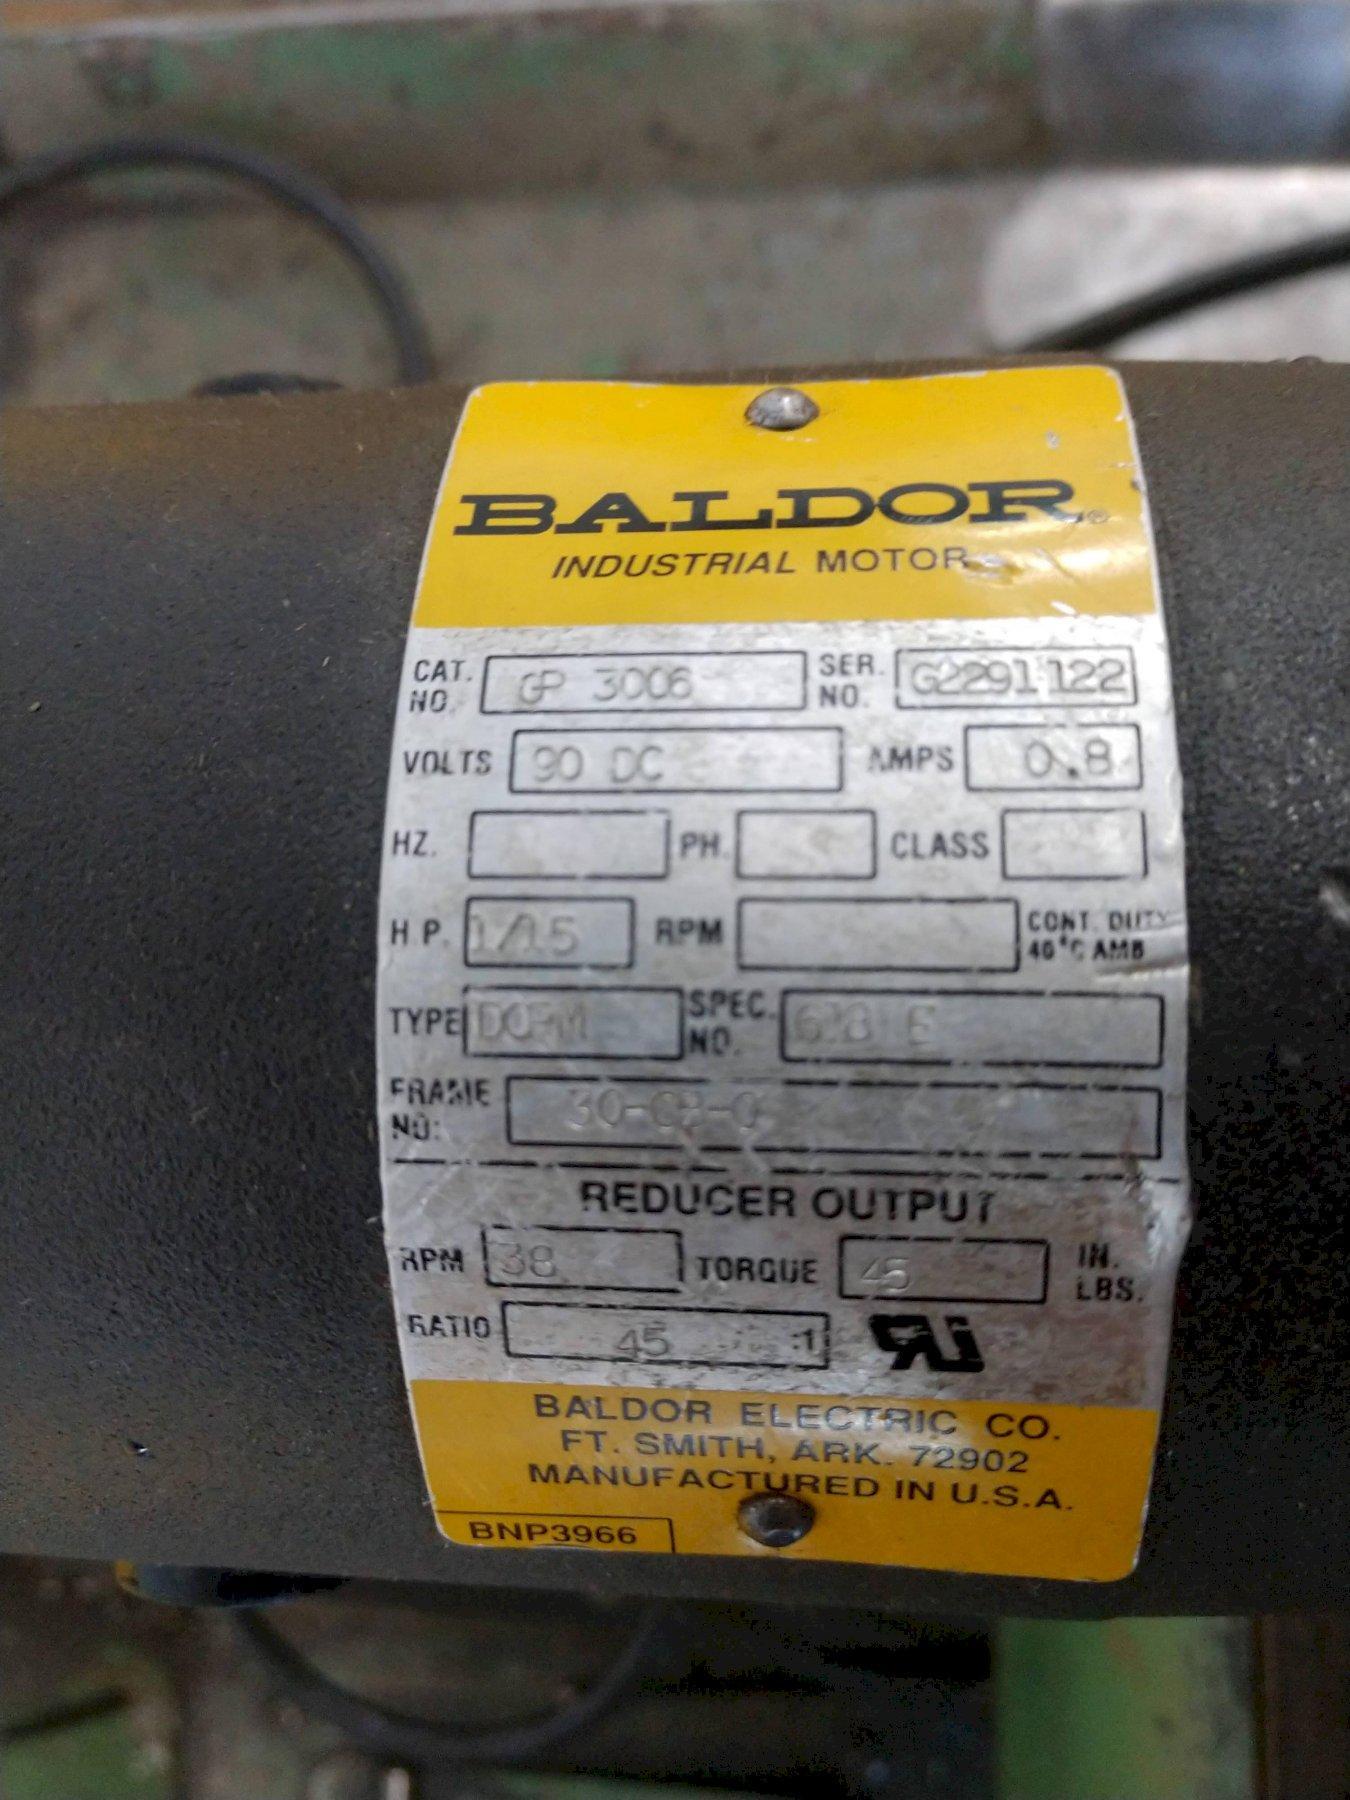 BALDOR®
INDUSTRIAL MOTOR
CAT. NO. GP 3006 SER. NO. G2291122
VOLTS 90 DC AMPS 0.8
HZ. PH. CLASS
H.P. 1/15 RPM CONT. DUTY 40°C AMB
TYPE SPEC. NO.
FRAME NO:
REDUCER OUTPUT
RPM 38 TORQUE 45 IN. LBS.
RATIO 45 :1
BALDOR ELECTRIC CO.
FT. SMITH, ARK. 72902
MANUFACTURED IN U.S.A.
BNP3966